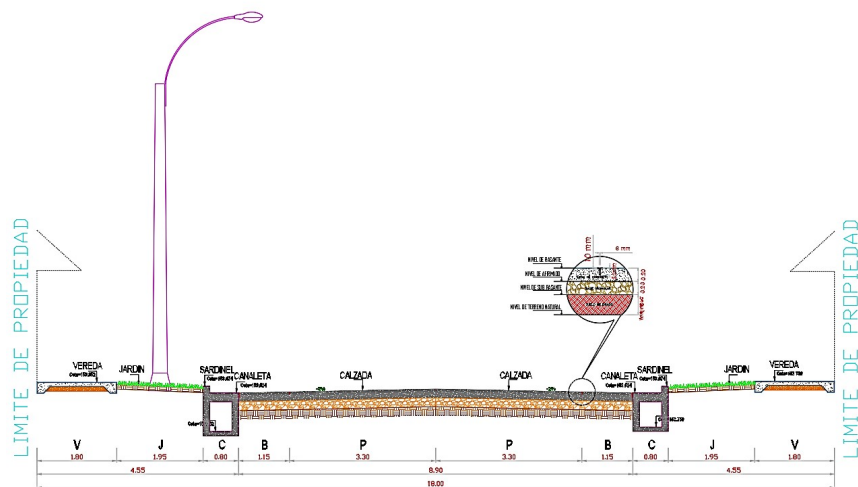 LIMITE DE PROPIEDAD
LIMITE DE PROPIEDAD
8 mm
NIVEL DE RASANTE
NIVEL DE AFIRMADO
NIVEL DE SUB RASANTE
NIVEL DE TERRENO NATURAL
VEREDA
JARDIN
SARDINEL
CANALETA
CALZADA
CALZADA
CANALETA
SARDINEL
JARDIN
VEREDA
V J C B P P B C J V
1.80 1.95 0.80 1.15 3.30 3.30 1.15 0.80 1.95 1.80
4.55 8.90 4.55
18.00